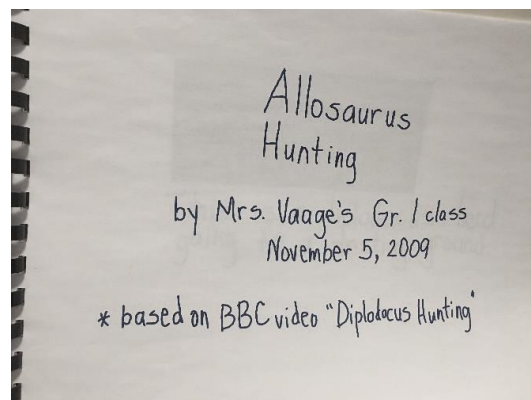 Allosaurus
Hunting
by Mrs. Vaage's Gr. 1 class
November 5, 2009
* based on BBC video "Diplodocus Hunting"